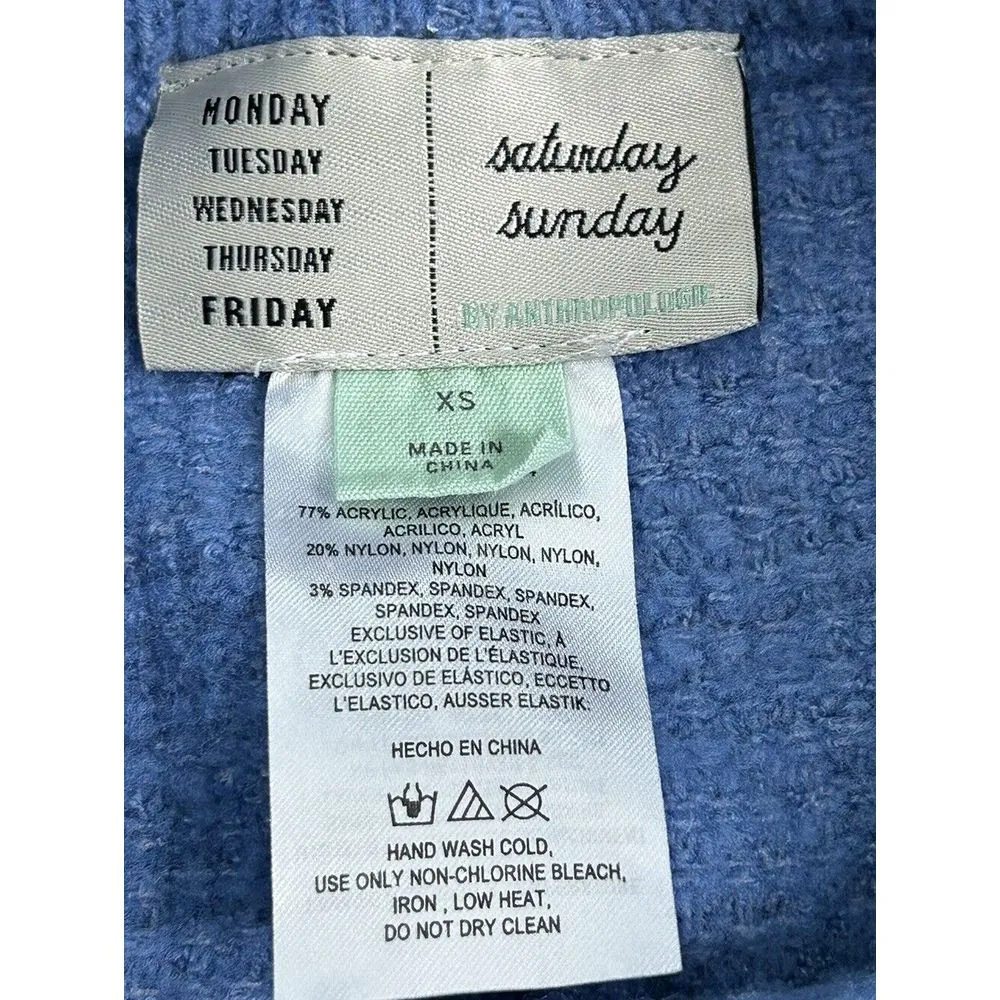 MONDAY
TUESDAY
WEDNESDAY
THURSDAY
FRIDAY
saturday
sunday
BY ANTHROPOLOGIE
XS
MADE IN
CHINA
77% ACRYLIC, ACRYLIQUE, ACRÍLICO,
ACRILICO, ACRYL
20% NYLON, NYLON, NYLON, NYLON,
NYLON
3% SPANDEX, SPANDEX, SPANDEX,
SPANDEX, SPANDEX
EXCLUSIVE OF ELASTIC, À
L'EXCLUSION DE L'ÉLASTIQUE,
EXCLUSIVO DE ELÁSTICO, ECCETTO
L'ELASTICO, AUSSER ELASTIK.
HECHO EN CHINA
HAND WASH COLD,
USE ONLY NON-CHLORINE BLEACH,
IRON , LOW HEAT,
DO NOT DRY CLEAN